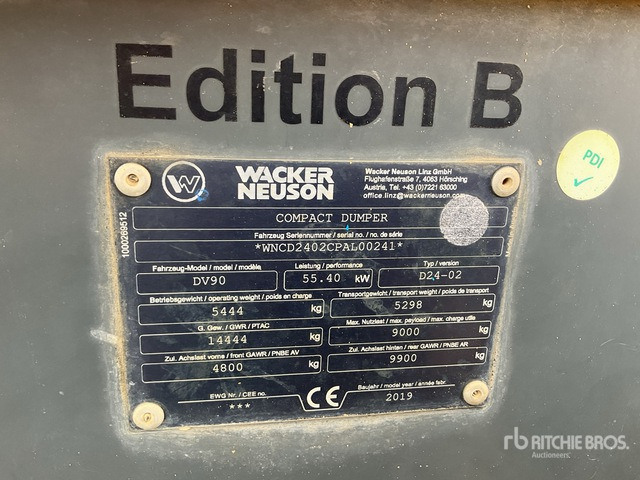 Edition B
PDI
WACKER
NEUSON
Wacker Neuson Linz GmbH
Flughafenstraße 7, 4063 Hörsching
Austria, Tel. +43 (0)7221 63000
office.linz@wackerneuson.com
1000269512
COMPACT DUMPER
Fahrzeug Seriennummer / serial no. / no. de série
*WNCD2402CPAL00241*
Fahrzeug-Model / model / modèle
DV90
Leistung / performance
55.40 kW
Typ / version
D24-02
Betriebsgewicht / operating weight / poids en charge
5444 kg
Transportgewicht / transport weight / poids de transport
5298 kg
G. Gew. / GWR / PTAC
14444 kg
Max. Nutzlast / max. payload / max. charge utile
9000 kg
Zul. Achslast vorne / front GAWR / PNBE AV
4800 kg
Zul. Achslast hinten / rear GAWR / PNBE AR
9900 kg
EWG Nr. / CEE no.
***
CE
Baujahr / model year / année fabr.
2019
rb RITCHIE BROS.
Auctioneers